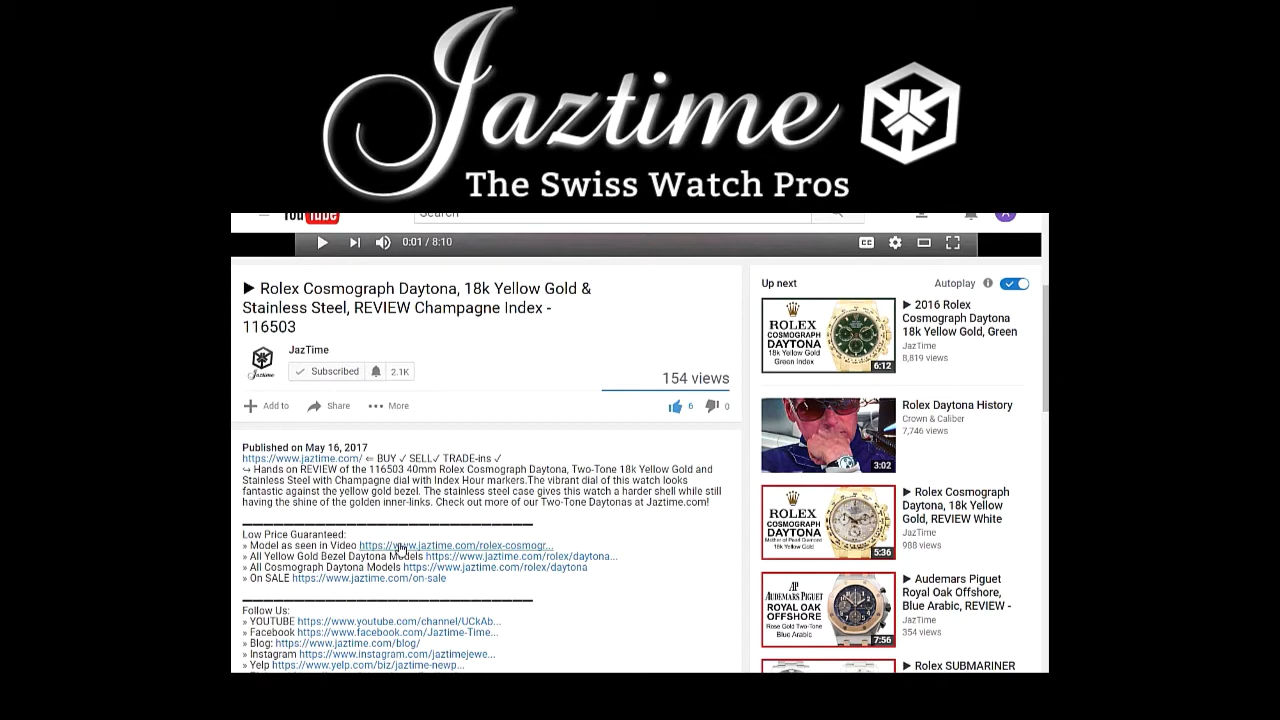 Jaztime
The Swiss Watch Pros
YouTube
Search
0:01 / 8:10
CC
▶ Rolex Cosmograph Daytona, 18k Yellow Gold &
Stainless Steel, REVIEW Champagne Index -
116503
Jaztime
JazTime
Subscribed 2.1K
154 views
Add to Share More
6 0
Published on May 16, 2017
https://www.jaztime.com/ ⇐ BUY ✓ SELL✓ TRADE-ins ✓
↪ Hands on REVIEW of the 116503 40mm Rolex Cosmograph Daytona, Two-Tone 18k Yellow Gold and
Stainless Steel with Champagne dial with Index Hour markers.The vibrant dial of this watch looks
fantastic against the yellow gold bezel. The stainless steel case gives this watch a harder shell while still
having the shine of the golden inner-links. Check out more of our Two-Tone Daytonas at Jaztime.com!
Low Price Guaranteed:
» Model as seen in Video https://www.jaztime.com/rolex-cosmogr...
» All Yellow Gold Bezel Daytona Models https://www.jaztime.com/rolex/daytona...
» All Cosmograph Daytona Models https://www.jaztime.com/rolex/daytona
» On SALE https://www.jaztime.com/on-sale
Follow Us:
» YOUTUBE https://www.youtube.com/channel/UCkAb...
» Facebook https://www.facebook.com/Jaztime-Time...
» Blog: https://www.jaztime.com/blog/
» Instagram https://www.instagram.com/jaztimejewe...
» Yelp https://www.yelp.com/biz/jaztime-newp...
Up next Autoplay
ROLEX
COSMOGRAPH
DAYTONA
18k Yellow Gold
Green Index
6:12
▶ 2016 Rolex
Cosmograph Daytona
18k Yellow Gold, Green
JazTime
8,819 views
3:02
Rolex Daytona History
Crown & Caliber
7,746 views
ROLEX
COSMOGRAPH
DAYTONA
Mother of Pearl Diamond
18k Yellow Gold
5:36
▶ Rolex Cosmograph
Daytona, 18k Yellow
Gold, REVIEW White
JazTime
988 views
AP
AUDEMARS PIGUET
ROYAL OAK
OFFSHORE
Rose Gold Two-Tone
Blue Arabic
7:56
▶ Audemars Piguet
Royal Oak Offshore,
Blue Arabic, REVIEW -
JazTime
354 views
▶ Rolex SUBMARINER